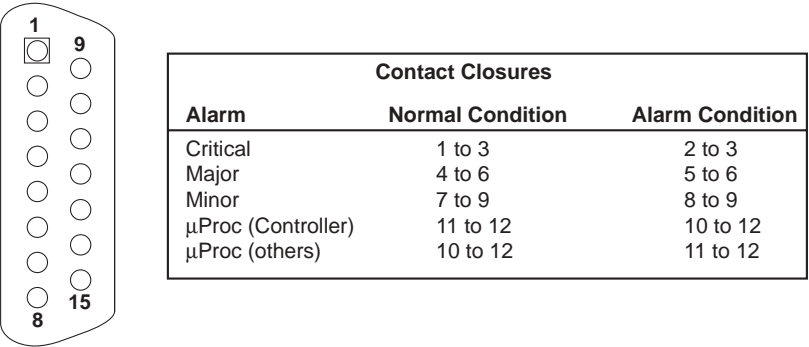 1
9
15
8
Contact Closures
Alarm Normal Condition Alarm Condition
Critical 1 to 3 2 to 3
Major 4 to 6 5 to 6
Minor 7 to 9 8 to 9
μProc (Controller) 11 to 12 10 to 12
μProc (others) 10 to 12 11 to 12